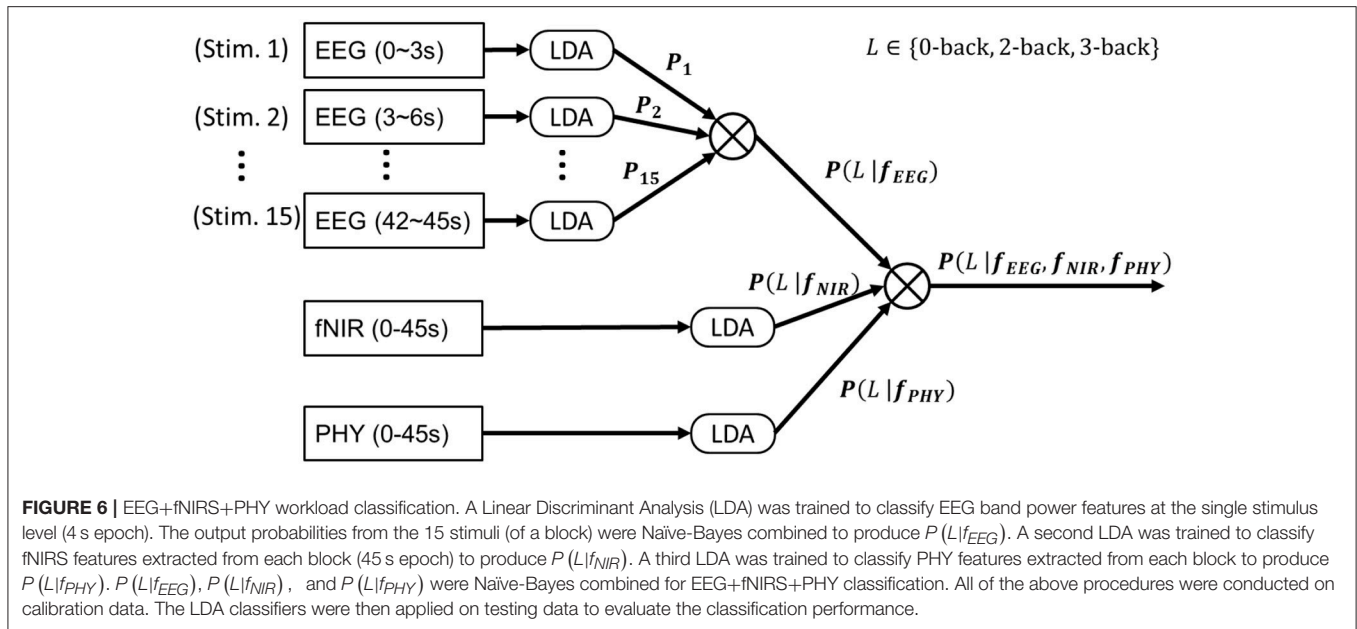 (Stim. 1) EEG (0~3s) LDA L ∈ {0-back, 2-back, 3-back}
P1
(Stim. 2) EEG (3~6s) LDA P2
⋮ ⋮ ⋮
P15 P(L|fEEG)
(Stim. 15) EEG (42~45s) LDA
P(L|fNIR) P(L|fEEG, fNIR, fPHY)
fNIR (0-45s) LDA
P(L|fPHY)
PHY (0-45s) LDA
FIGURE 6 | EEG+fNIRS+PHY workload classification. A Linear Discriminant Analysis (LDA) was trained to classify EEG band power features at the single stimulus
level (4 s epoch). The output probabilities from the 15 stimuli (of a block) were Naïve-Bayes combined to produce P (L|fEEG). A second LDA was trained to classify
fNIRS features extracted from each block (45 s epoch) to produce P (L|fNIR). A third LDA was trained to classify PHY features extracted from each block to produce
P (L|fPHY). P (L|fEEG), P (L|fNIR) , and P (L|fPHY) were Naïve-Bayes combined for EEG+fNIRS+PHY classification. All of the above procedures were conducted on
calibration data. The LDA classifiers were then applied on testing data to evaluate the classification performance.